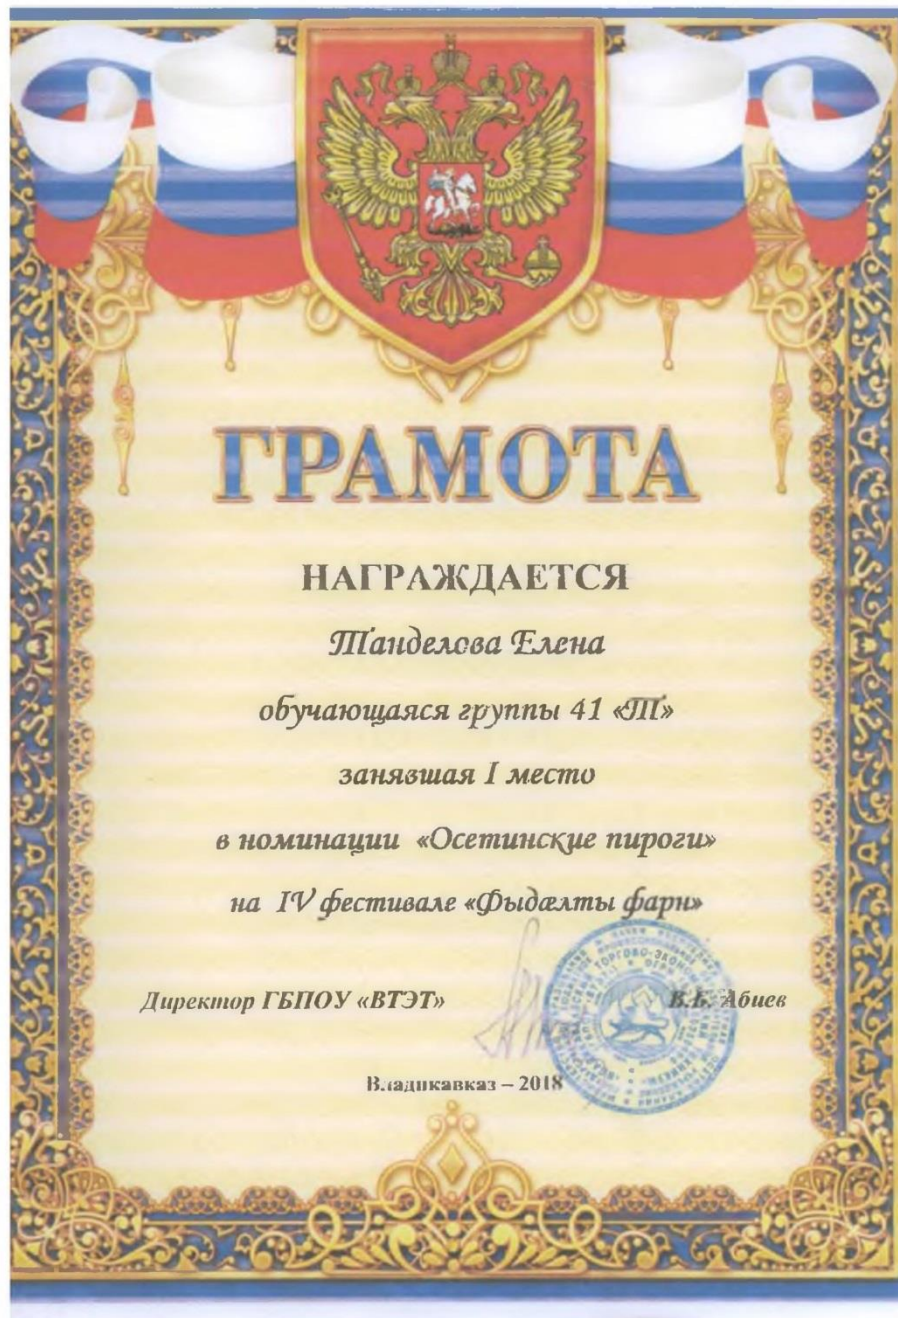 ГРАМОТА
НАГРАЖДАЕТСЯ
Танделова Елена
обучающаяся группы 41 «Т»
занявшая I место
в номинации «Осетинские пироги»
на IV фестивале «Фыдæлты фарн»
Директор ГБПОУ «ВТЭТ» В.Б. Абиев
Владикавказ – 2018